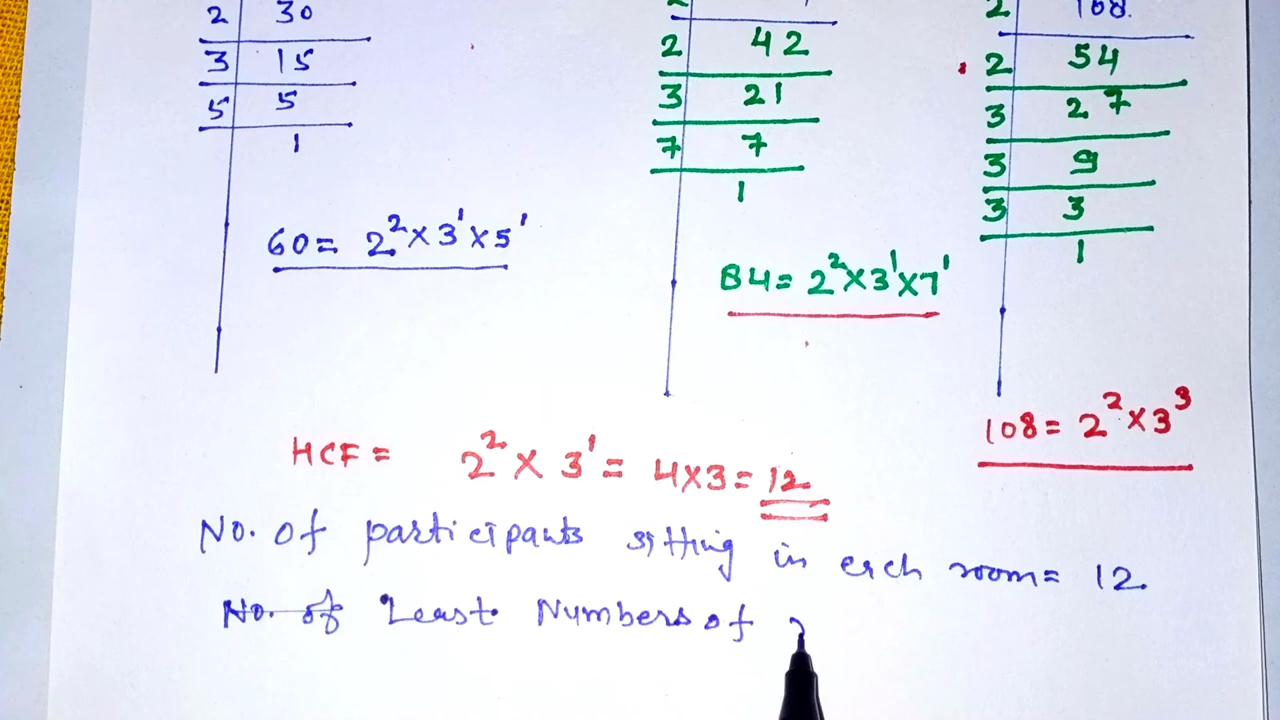 2 30
3 15
5 5
1
60 = 2² × 3¹ × 5¹
2 42
3 21
7 7
1
84 = 2² × 3¹ × 7¹
2 108
2 54
3 27
3 9
3 3
1
108 = 2² × 3³
HCF = 2² × 3¹ = 4 × 3 = 12
No. of participants sitting in each room = 12
No. of Least Numbers of